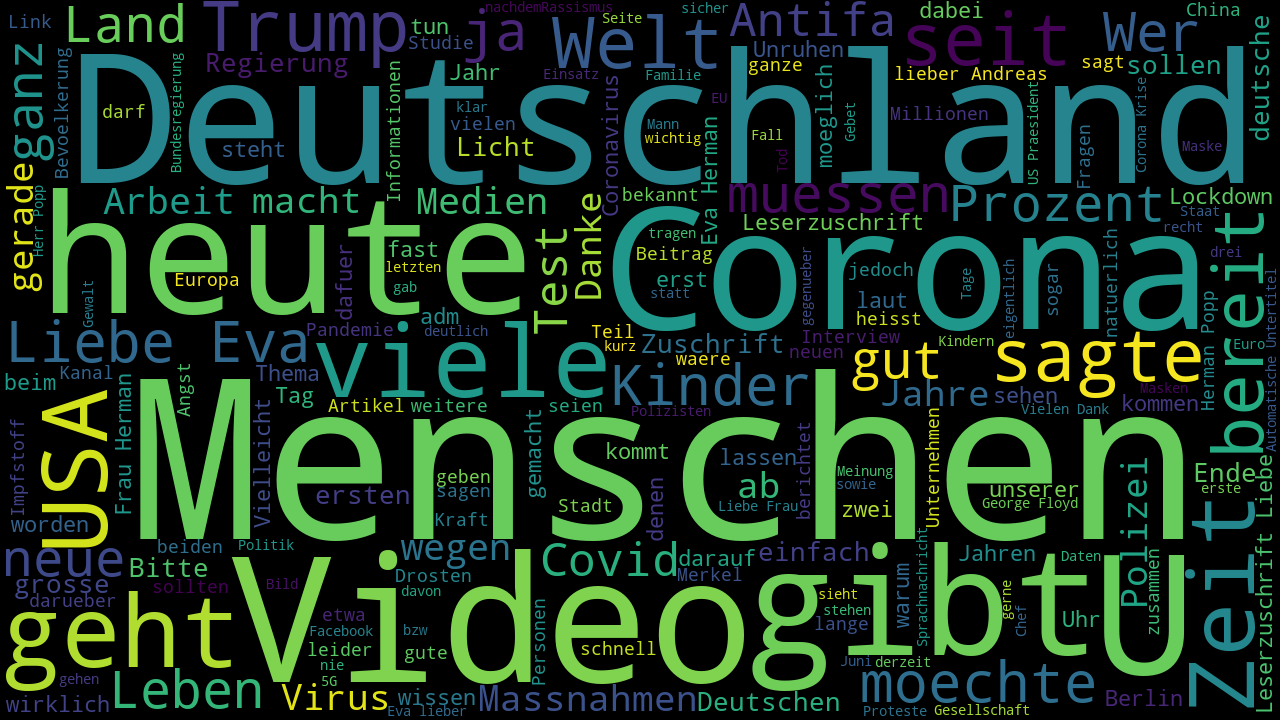 Link
Land
Trump
ja
tun
Studie
nachdemRassismus
Seite
sicher
Welt
Antifa
seit
dabei
Wer
China
Regierung
Jahr
Einsatz
Familie
Unruhen
ganze
lieber Andreas
sagt
sollen
deutsche
ganz
Bevoelkerung
Deutschland
darf
Bundesregierung
steht
Informationen
klar
vielen
Licht
Coronavirus
EU
Mann
wichtig
Fall
Tod
moeglich
Gebet
Millionen
US Praesident
Fragen
Corona Krise
Maske
gerade
Herr Popp
Arbeit
macht
Medien
bekannt
Eva Herman
muessen
Prozent
Lockdown
Staat
recht
heute
Europa
Gewalt
dafuer
fast
letzten
gab
Test
Danke
tragen
Beitrag
erst
statt
Leserzuschrift
Corona
jedoch
gegenueber
laut
heisst
Tage
eigentlich
sogar
natuerlich
drei
bereit
adm
deutlich
Pandemie
Liebe
Eva
viele
Teil
kurz
Zuschrift
waere
Interview
neuen
gut
Kindern
sagte
Herman Popp
Euro
Automatische Untertitel
beim
Kanal
Thema
Tag
Angst
Frau Herman
Artikel
weitere
seien
Kinder
Polizisten
Jahre
sehen
Vielen Dank
Masken
kommen
USA
Impfstoff
worden
Menschen
Vielleicht
ersten
geben
sagen
Kraft
gemacht
Stadt
kommt
denen
lassen
Liebe Frau
berichtet
Meinung
sowie
zwei
Unternehmen
unserer
George Floyd
Polizei
Ende
erste
Leserzuschrift Liebe
Zeit
neue
grosse
darueber
Bitte
beiden
Politik
sollten
Bild
wegen
Drosten
davon
Covid
darauf
Merkel
einfach
warum
Sprachnachricht
Jahren
Daten
zusammen
geht
Video
gibt
U
etwa
Facebook
bzw
leider
gute
nie
5G
Personen
schnell
sieht
stehen
lange
gerne
Chef
Uhr
Juni
derzeit
gehen
wirklich
Leben
Virus
wissen
Eva lieber
Massnahmen
Deutschen
moechte
Proteste
Gesellschaft
Berlin